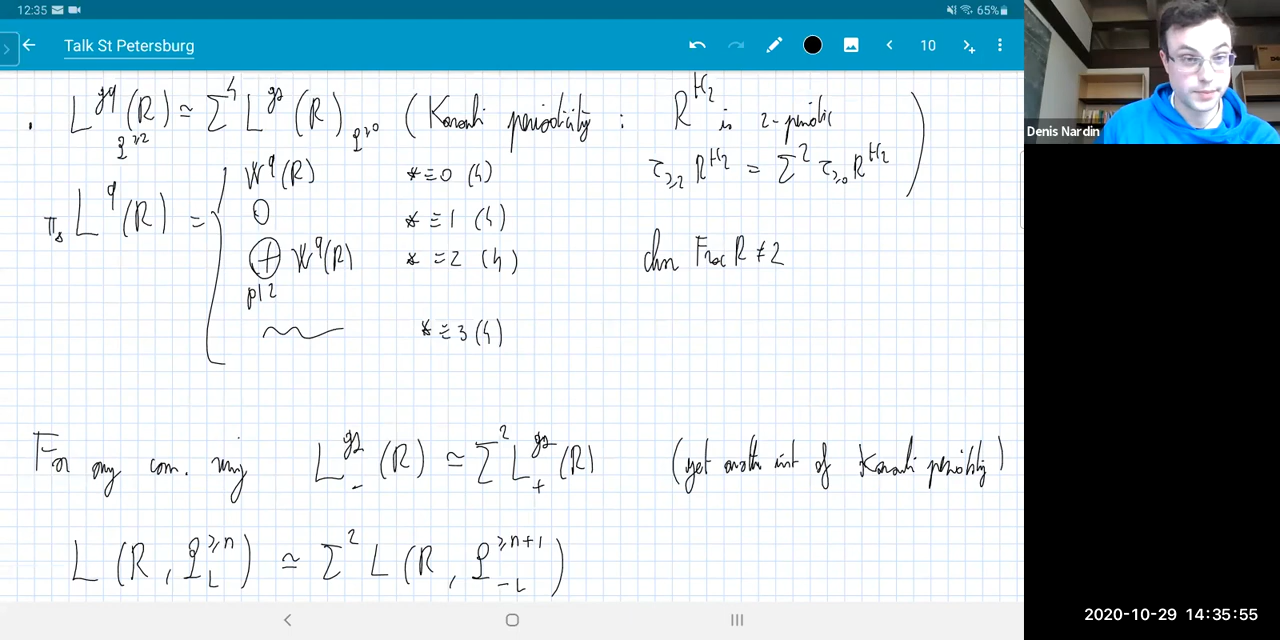 12:35 65%
Talk St Petersburg 10
Denis Nardin
· L^{gq}_{Ϙ^{≥2}}(R) ≃ Σ^4 L^{gs}(R)_{Ϙ^{≥0}} (Karoubi periodicity: R^{tC_2} is 2-periodic
τ_{≥2} R^{tC_2} = Σ^2 τ_{≥0} R^{tC_2})
π_* L^q(R) = { W^q(R) * ≡ 0 (4)
0 * ≡ 1 (4)
⊕_{p|2} W^q(R) * ≡ 2 (4) char Frac R ≠ 2
* ≡ 3 (4)
For any com. ring L^{gs}_-(R) ≃ Σ^2 L^{gs}_+(R) (yet another inst of Karoubi periodicity)
L(R, Ϙ^{≥n}_L) ≃ Σ^2 L(R, Ϙ^{≥n+1}_{-L})
2020-10-29 14:35:55